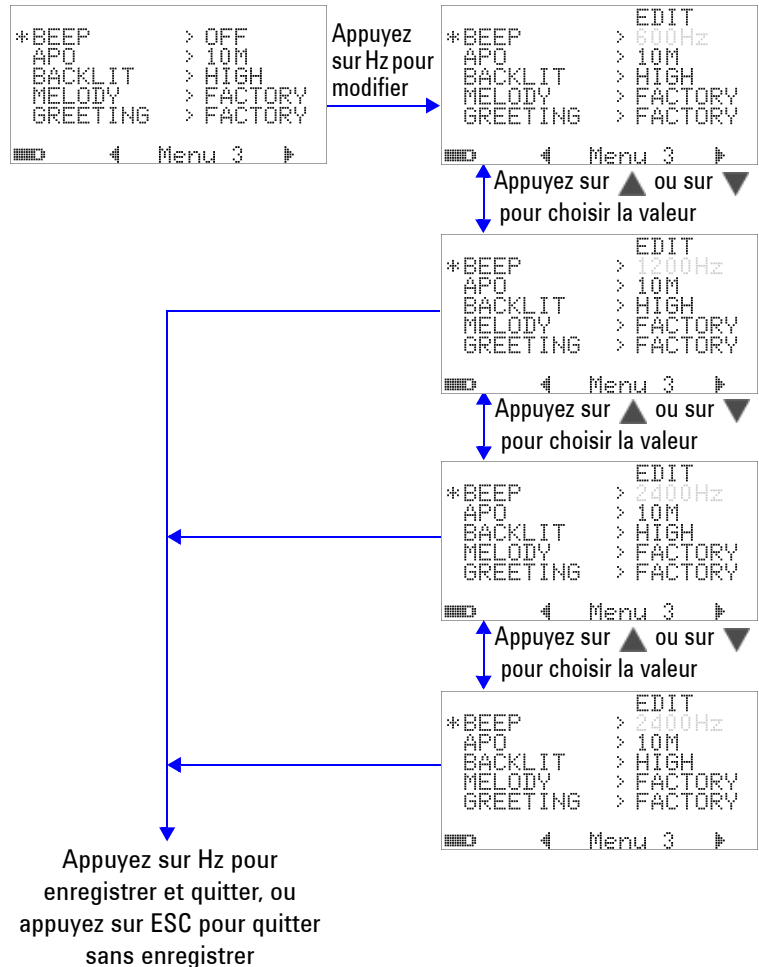 *BEEP > OFF
APO > 10M
BACKLIT > HIGH
MELODY > FACTORY
GREETING > FACTORY
Menu 3
Appuyez
sur Hz pour
modifier
EDIT
*BEEP > 600Hz
APO > 10M
BACKLIT > HIGH
MELODY > FACTORY
GREETING > FACTORY
Menu 3
Appuyez sur ▲ ou sur ▼
pour choisir la valeur
EDIT
*BEEP > 1200Hz
APO > 10M
BACKLIT > HIGH
MELODY > FACTORY
GREETING > FACTORY
Menu 3
Appuyez sur ▲ ou sur ▼
pour choisir la valeur
EDIT
*BEEP > 2400Hz
APO > 10M
BACKLIT > HIGH
MELODY > FACTORY
GREETING > FACTORY
Menu 3
Appuyez sur ▲ ou sur ▼
pour choisir la valeur
EDIT
*BEEP > 2400Hz
APO > 10M
BACKLIT > HIGH
MELODY > FACTORY
GREETING > FACTORY
Menu 3
Appuyez sur Hz pour
enregistrer et quitter, ou
appuyez sur ESC pour quitter
sans enregistrer